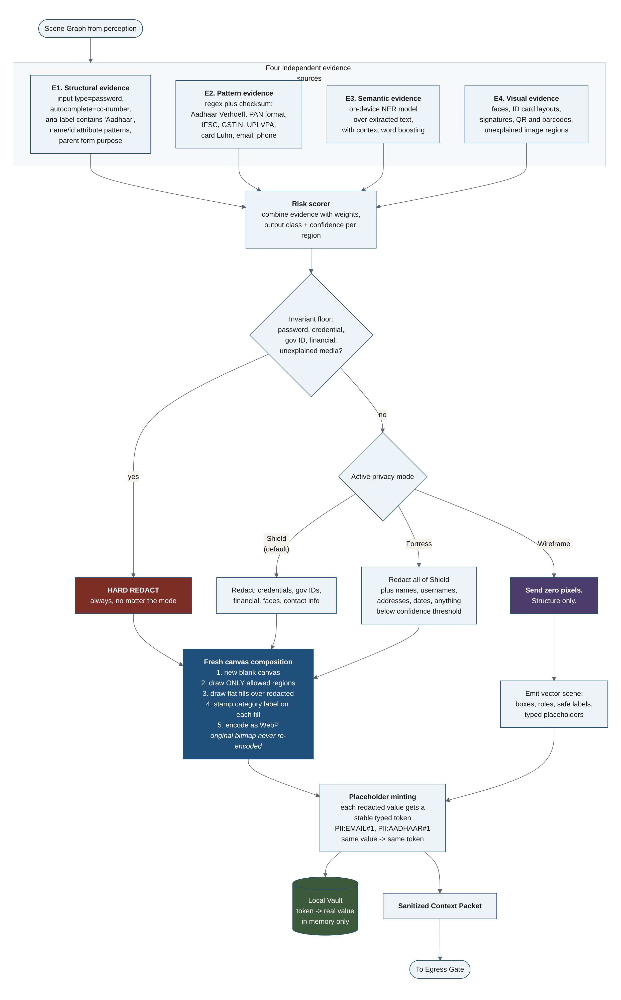 Scene Graph from perception
Four independent evidence
sources
E1. Structural evidence
input type=password,
autocomplete=cc-number,
aria-label contains 'Aadhaar',
name/id attribute patterns,
parent form purpose
E2. Pattern evidence
regex plus checksum:
Aadhaar Verhoeff, PAN format,
IFSC, GSTIN, UPI VPA,
card Luhn, email, phone
E3. Semantic evidence
on-device NER model
over extracted text,
with context word boosting
E4. Visual evidence
faces, ID card layouts,
signatures, QR and barcodes,
unexplained image regions
Risk scorer
combine evidence with weights,
output class + confidence per
region
Invariant floor:
password, credential,
gov ID, financial,
unexplained media?
no
yes
Active privacy mode
Shield
(default)
Fortress
Wireframe
HARD REDACT
always, no matter the mode
Redact: credentials, gov IDs,
financial, faces, contact info
Redact all of Shield
plus names, usernames,
addresses, dates, anything
below confidence threshold
Send zero pixels.
Structure only.
Fresh canvas composition
1. new blank canvas
2. draw ONLY allowed regions
3. draw flat fills over redacted
4. stamp category label on
each fill
5. encode as WebP
original bitmap never re-
encoded
Emit vector scene:
boxes, roles, safe labels,
typed placeholders
Placeholder minting
each redacted value gets a
stable typed token
PII:EMAIL#1, PII:AADHAAR#1
same value -> same token
Local Vault
token -> real value
in memory only
Sanitized Context Packet
To Egress Gate